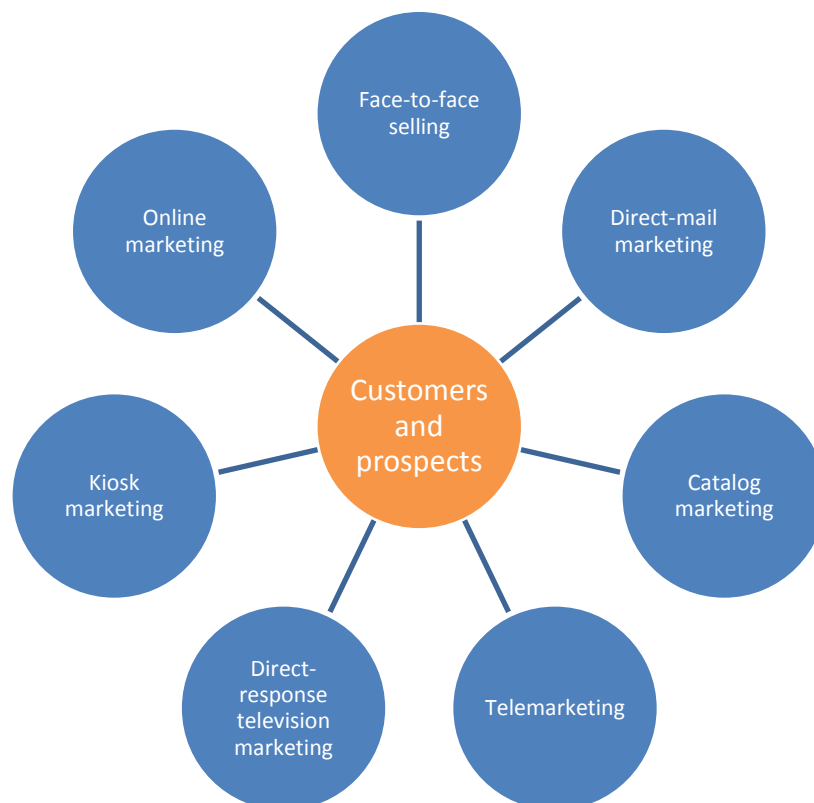 Face-to-face
selling
Direct-mail
marketing
Catalog
marketing
Telemarketing
Direct-
response
television
marketing
Kiosk
marketing
Online
marketing
Customers
and
prospects